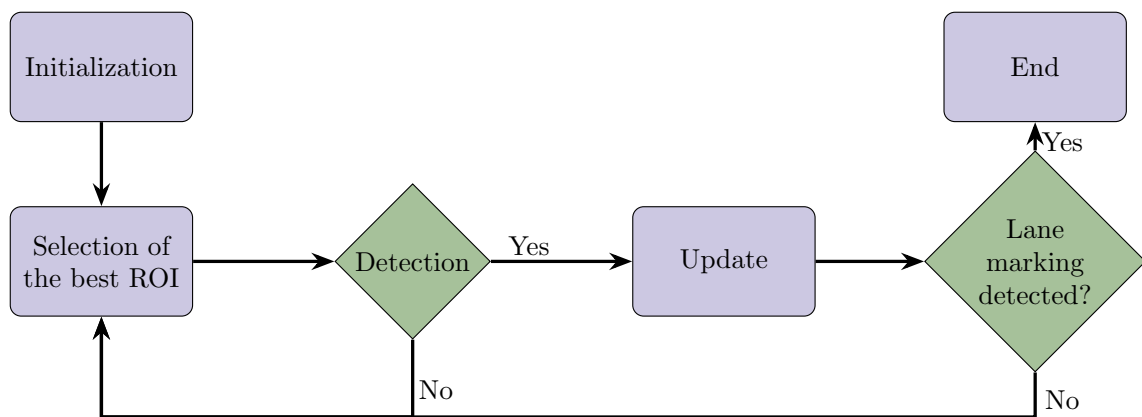 Initialization
End
Yes
Selection of
the best ROI
Detection
Yes
Update
Lane
marking
detected?
No
No